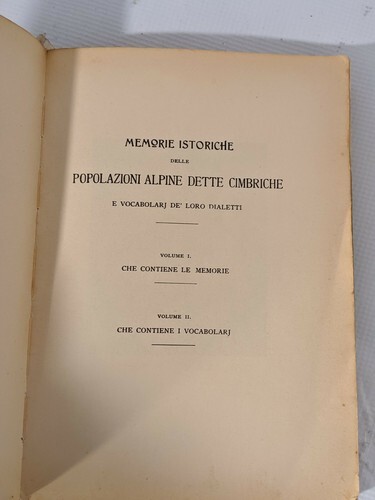 MEMORIE ISTORICHE
DELLE
POPOLAZIONI ALPINE DETTE CIMBRICHE
E VOCABOLARJ DE' LORO DIALETTI
VOLUME I.
CHE CONTIENE LE MEMORIE
VOLUME II.
CHE CONTIENE I VOCABOLARJ